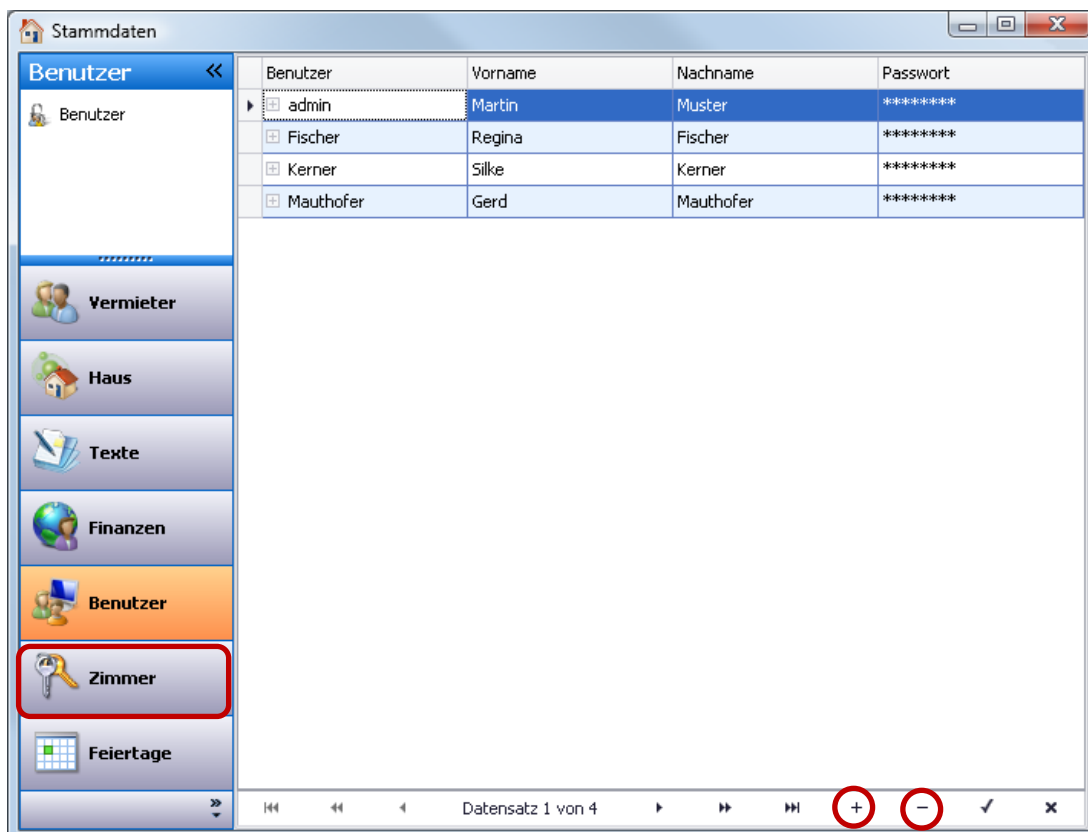 Stammdaten
Benutzer
Benutzer
Benutzer Vorname Nachname Passwort
admin Martin Muster ********
Fischer Regina Fischer ********
Kerner Silke Kerner ********
Mauthofer Gerd Mauthofer ********
Vermieter
Haus
Texte
Finanzen
Benutzer
Zimmer
Feiertage
Datensatz 1 von 4